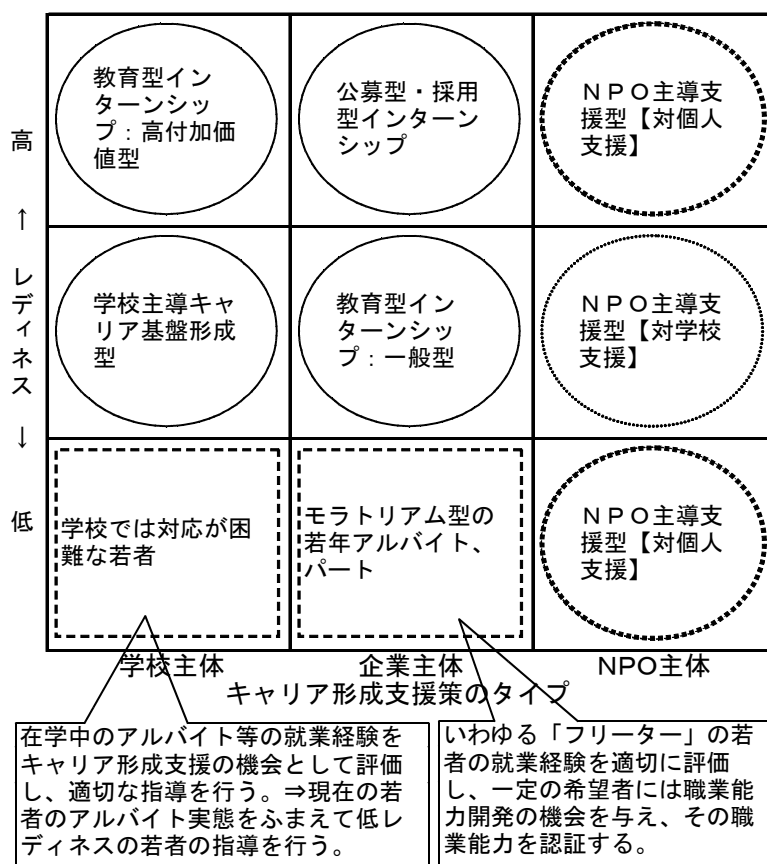 高
↑
レディネス
↓
低
教育型イン
ターンシッ
プ：高付加価
値型
公募型・採用
型インターン
シップ
ＮＰＯ主導支
援型【対個人
支援】
学校主導キャ
リア基盤形成
型
教育型イン
ターンシッ
プ：一般型
ＮＰＯ主導支
援型【対学校
支援】
学校では対応が困
難な若者
モラトリアム型の
若年アルバイト、
パート
ＮＰＯ主導支
援型【対個人
支援】
学校主体
企業主体
NPO主体
キャリア形成支援策のタイプ
在学中のアルバイト等の就業経験を
キャリア形成支援の機会として評価
し、適切な指導を行う。⇒現在の若
者のアルバイト実態をふまえて低レ
ディネスの若者の指導を行う。
いわゆる「フリーター」の若
者の就業経験を適切に評価
し、一定の希望者には職業能
力開発の機会を与え、その職
業能力を認証する。